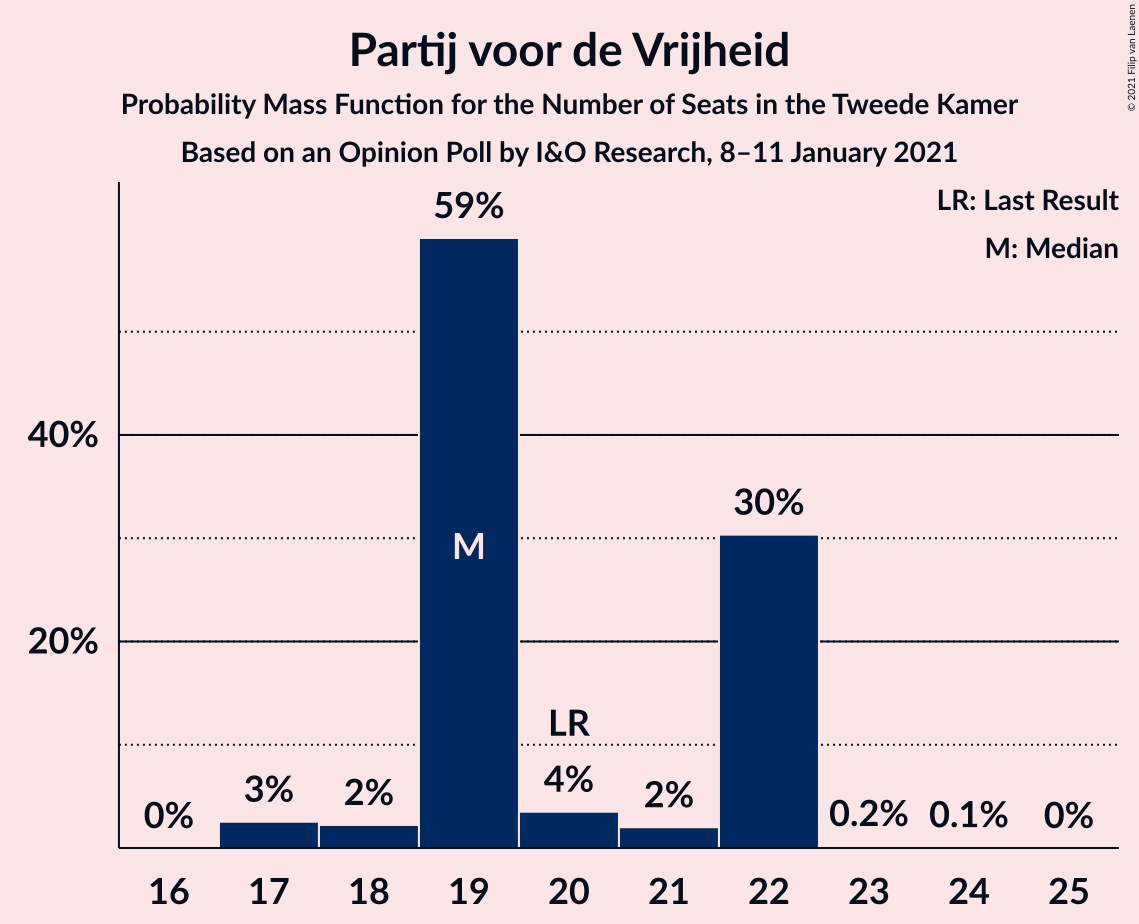 Partij voor de Vrijheid
Probability Mass Function for the Number of Seats in the Tweede Kamer
Based on an Opinion Poll by I&O Research, 8–11 January 2021
© 2021 Filip van Laenen
LR: Last Result
M: Median
59%
40%
30%
M
20%
LR
0%
3%
2%
4%
2%
0.2%
0.1%
0%
16
17
18
19
20
21
22
23
24
25